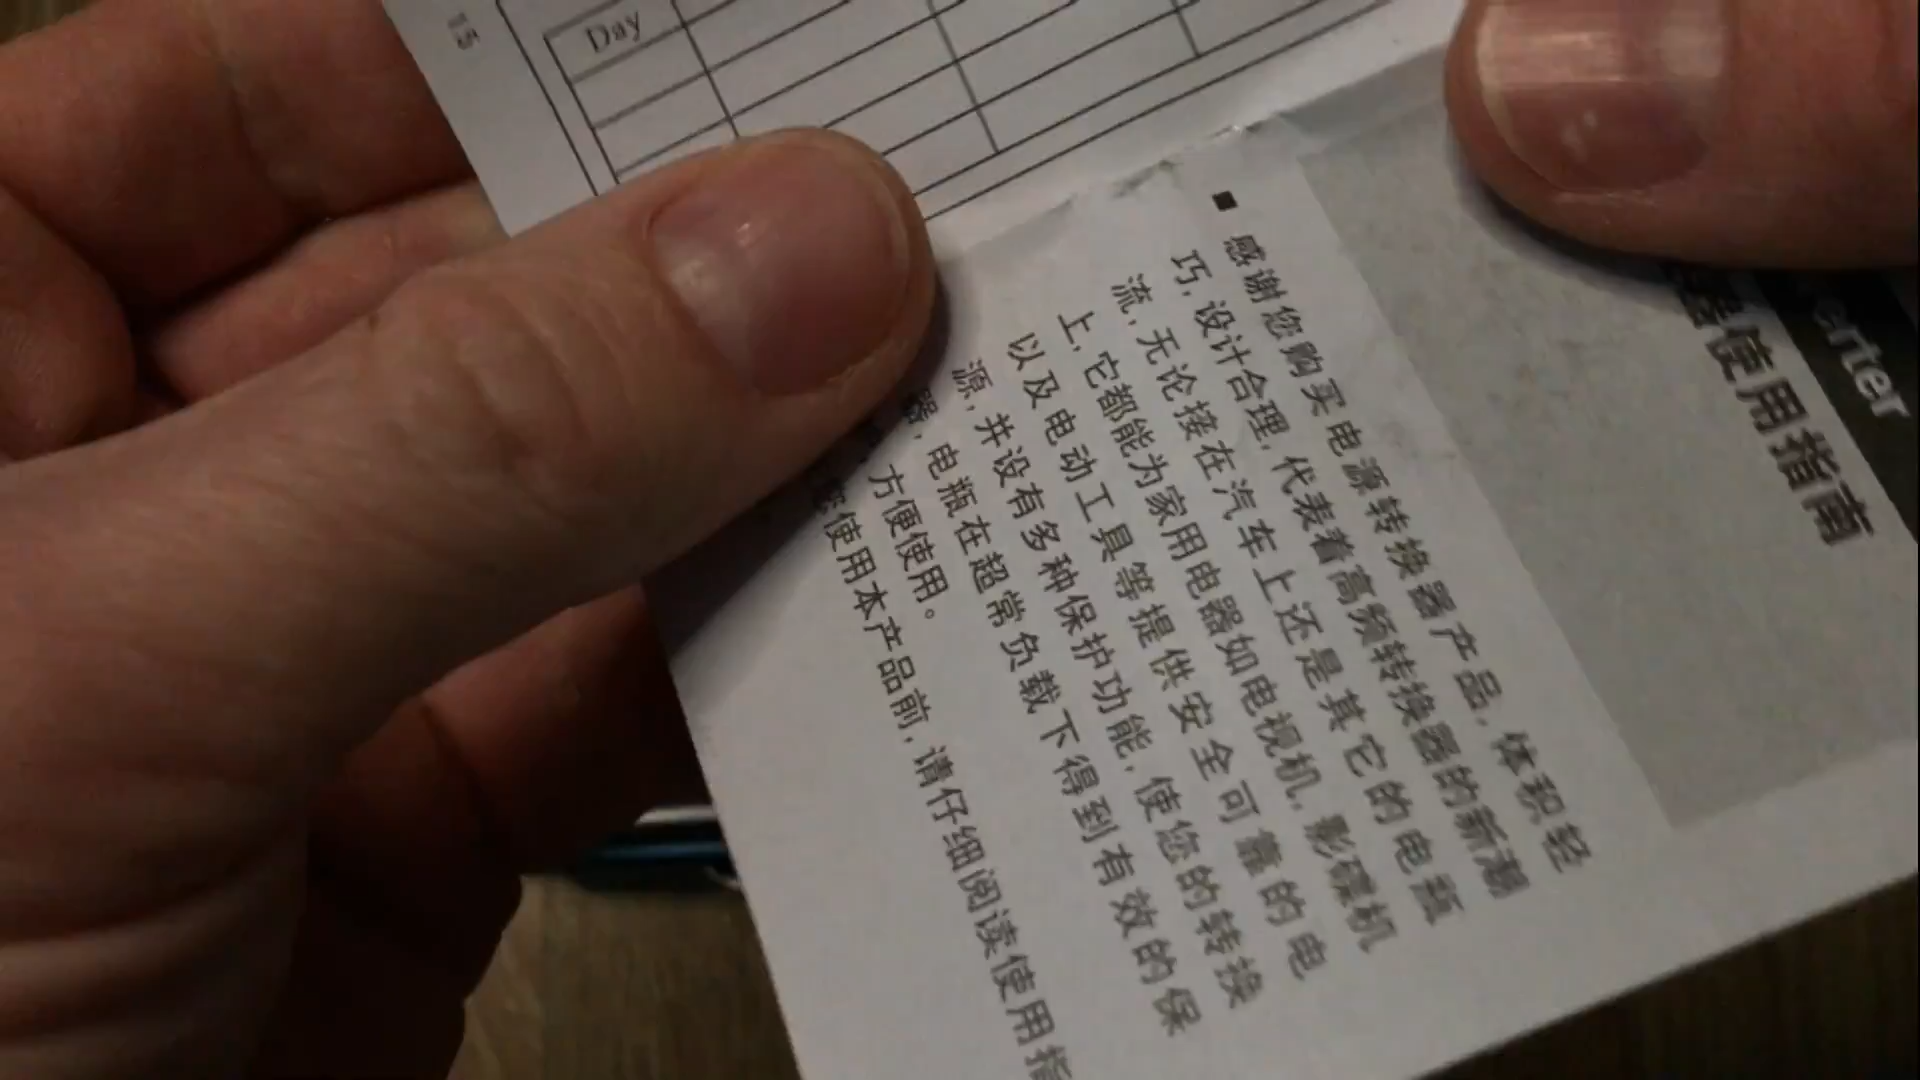 15
Day
erter
器使用指南
■ 感谢您购买电源转换器产品，体积轻
巧，设计合理，代表着高频转换器的新潮
流，无论接在汽车上还是其它的电瓶
上，它都能为家用电器如电视机，影碟机
以及电动工具等提供安全可靠的电
源，并设有多种保护功能，使您的转换
器，电瓶在超常负载下得到有效的保
，方便使用。
您使用本产品前，请仔细阅读使用指